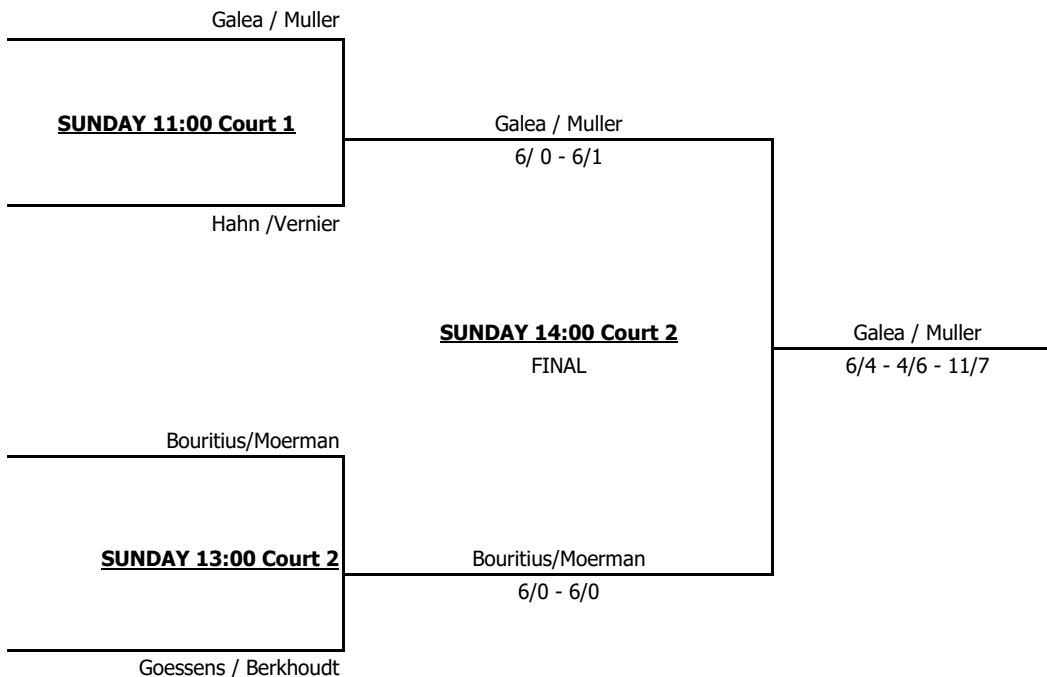 Galea / Muller
SUNDAY 11:00 Court 1
Galea / Muller
6/ 0 - 6/1
Hahn /Vernier
SUNDAY 14:00 Court 2
FINAL
Galea / Muller
6/4 - 4/6 - 11/7
Bouritius/Moerman
SUNDAY 13:00 Court 2
Bouritius/Moerman
6/0 - 6/0
Goessens / Berkhoudt